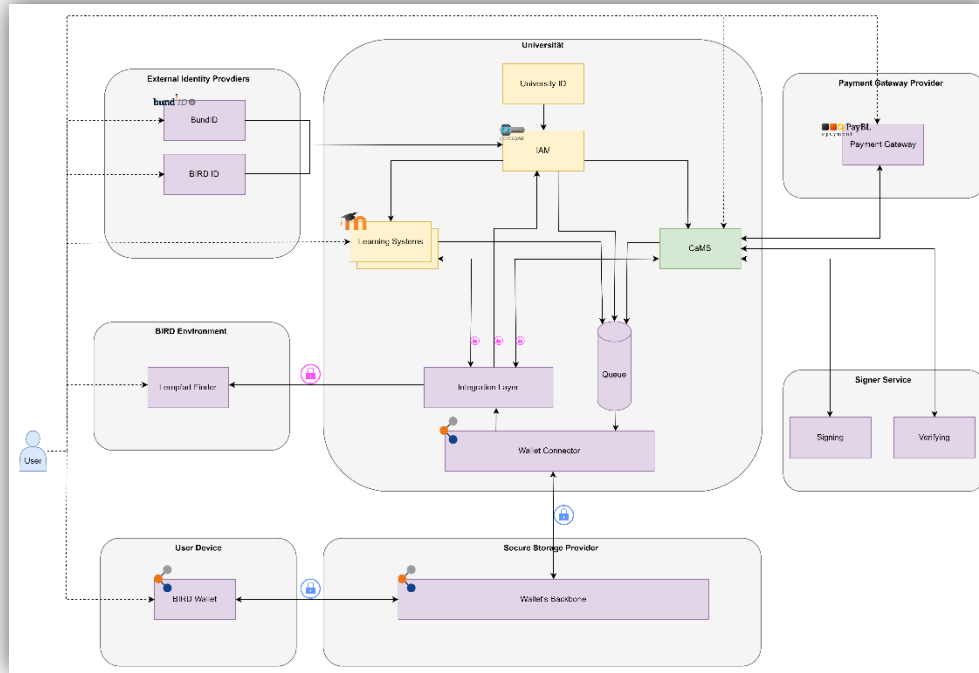 Universität
External Identity Provdiers
bundID
BundID
BIRD ID
University ID
IAM
Payment Gateway Provider
PayBL
epayment
Payment Gateway
Learning Systems
CaMS
BIRD Environment
Lernpfad Finder
Integration Layer
Queue
Wallet Connector
Signer Service
Signing
Verifying
User
User Device
BIRD Wallet
Secure Storage Provider
Wallet's Backbone